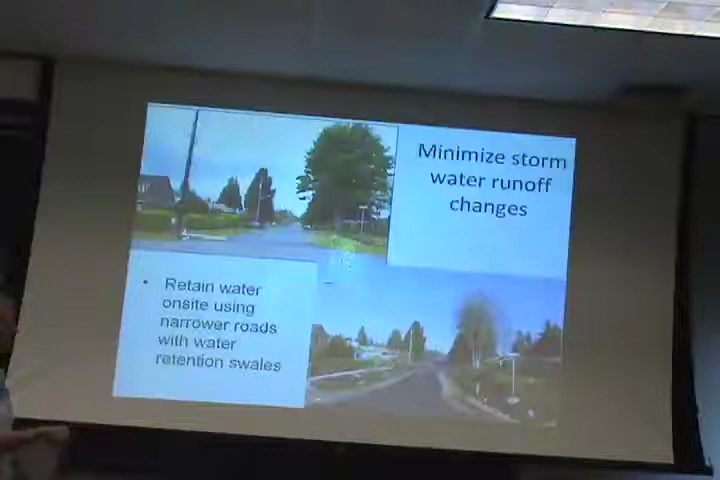 Minimize storm
water runoff
changes
• Retain water
onsite using
narrower roads
with water
retention swales